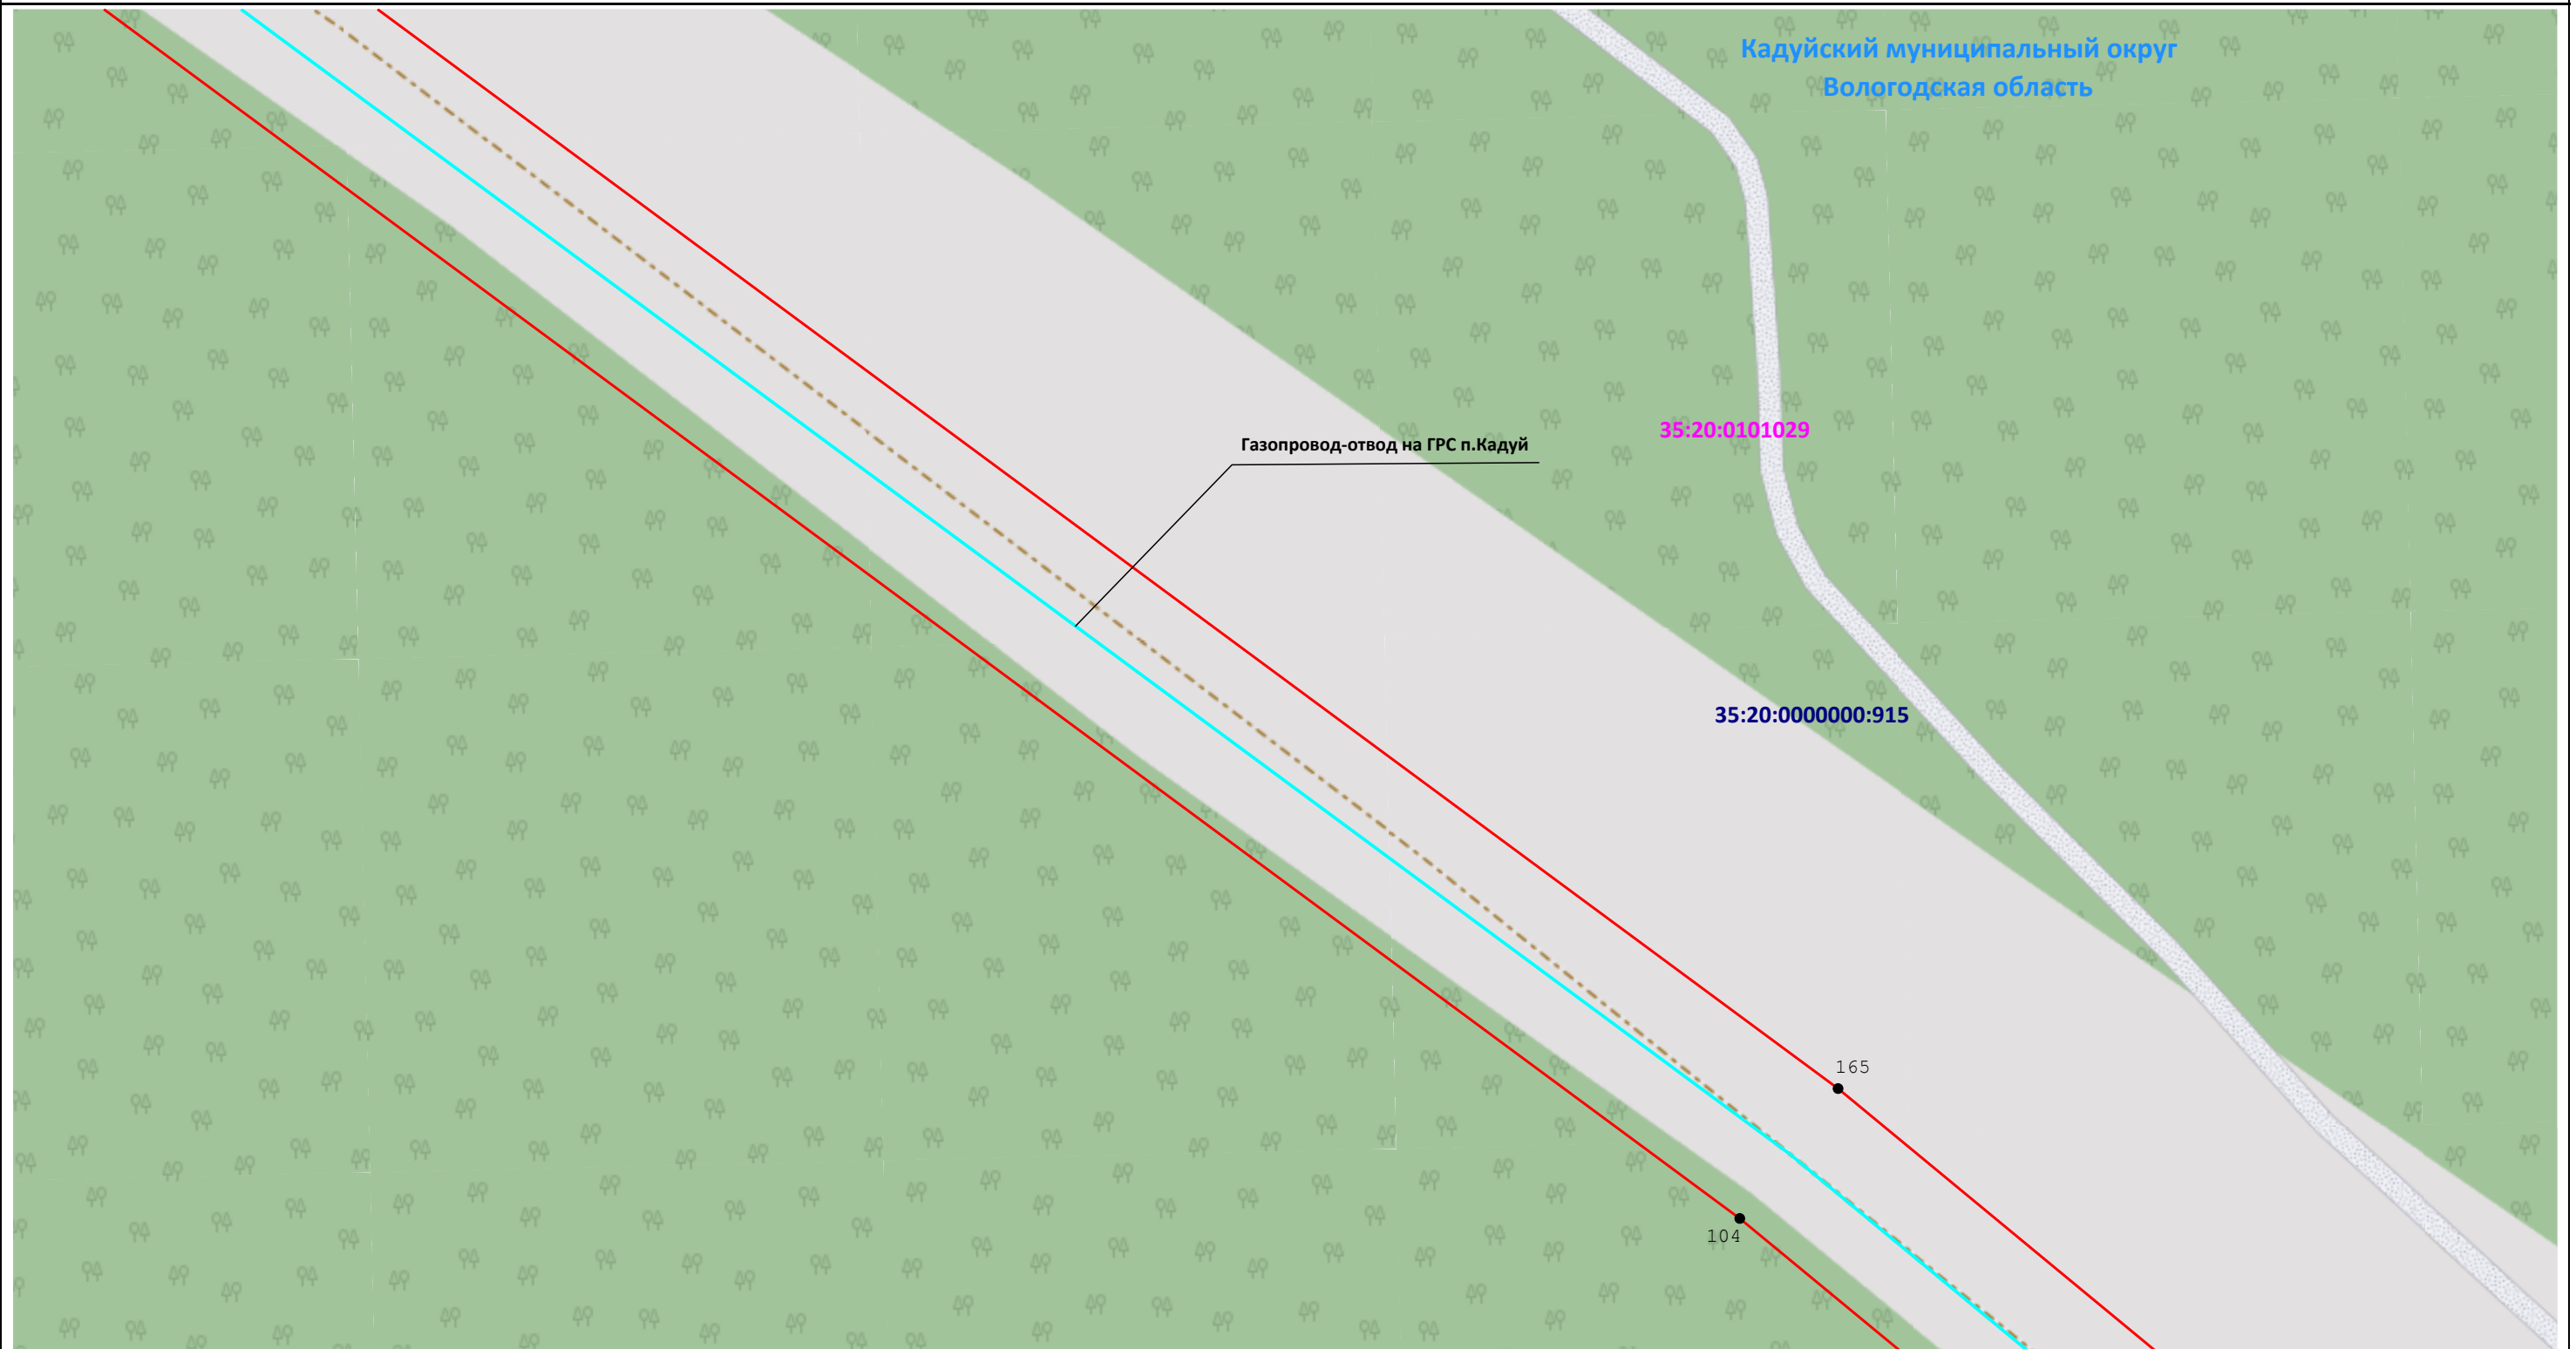 Кадуйский муниципальный округ
Вологодская область
35:20:0101029
Газопровод-отвод на ГРС п.Кадуй
35:20:0000000:915
165
104